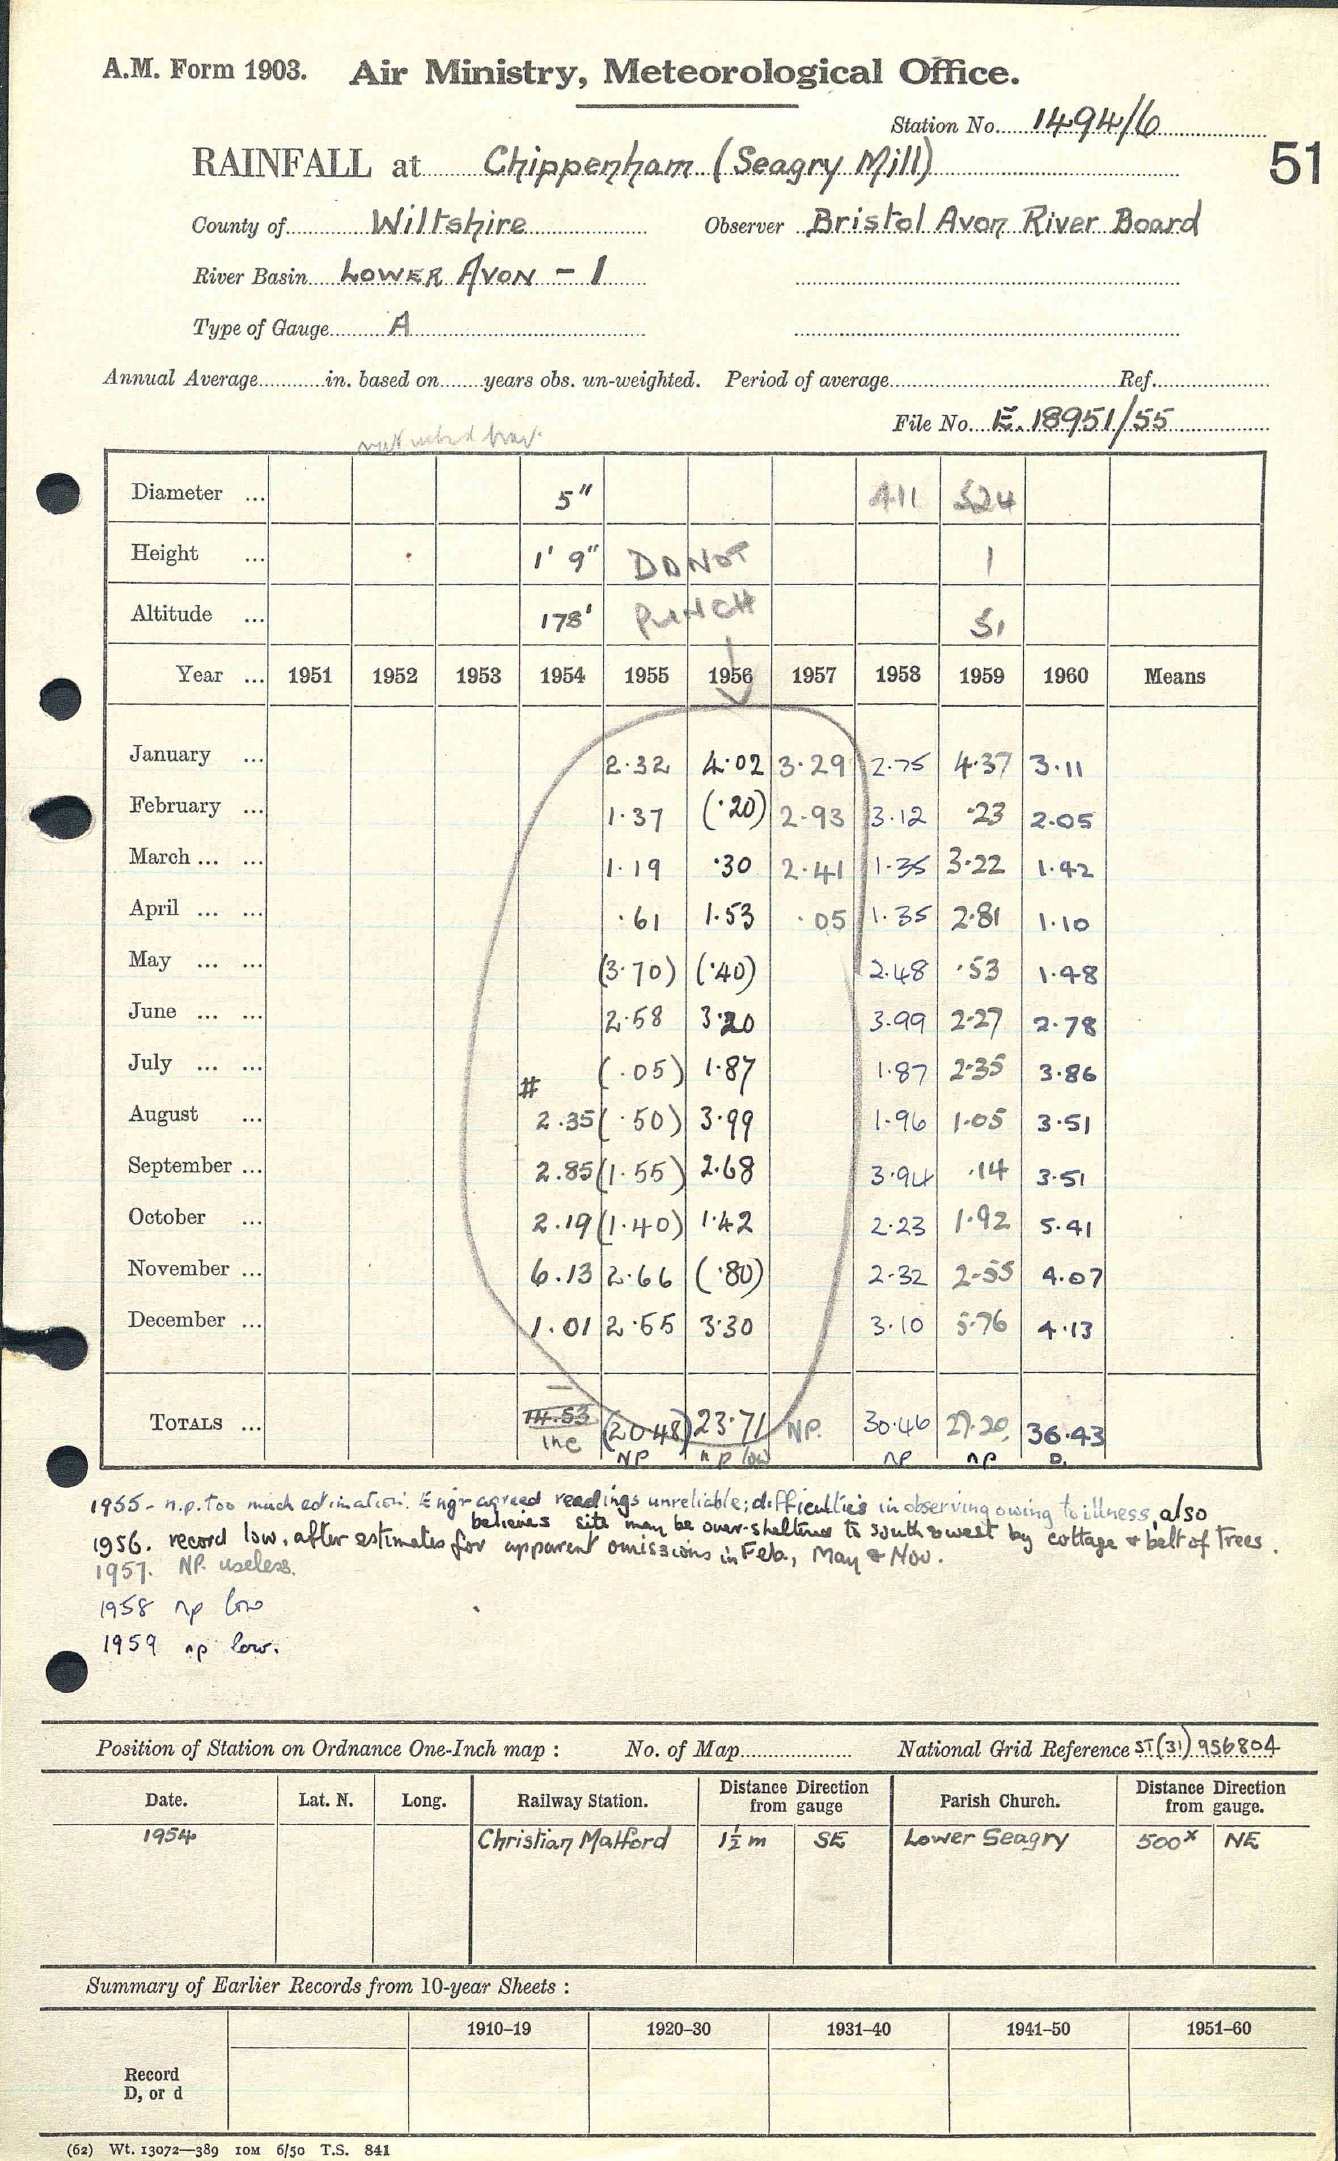 A.M. Form 1903. Air Ministry, Meteorological Office.
Station No. 1494/6
RAINFALL at Chippenham (Seagry Mill) 51
County of Wiltshire Observer Bristol Avon River Board
River Basin LOWER AVON - 1
Type of Gauge A
Annual Average in. based on years obs. un-weighted. Period of average Ref.
File No. E.18951/55
Diameter ... 5" 411 524
Height ... 1' 9" DO NOT 1
Altitude ... 178' PUNCH 51
Year ... 1951 1952 1953 1954 1955 1956 1957 1958 1959 1960 Means
January ... 2.32 4.02 3.29 2.75 4.37 3.11
February ... 1.37 (.20) 2.93 3.12 .23 2.05
March ... ... 1.19 .30 2.41 1.35 3.22 1.92
April ... ... .61 1.53 .05 1.35 2.81 1.10
May ... ... (3.70) (.40) 2.48 .53 1.48
June ... ... 2.58 3.20 3.99 2.27 2.78
July ... ... (.05) 1.87 1.87 2.35 3.86
#
August ... 2.35 (.50) 3.99 1.96 1.05 3.51
September ... 2.85 (1.55) 2.68 3.94 .14 3.51
October ... 2.19 (1.40) 1.42 2.23 1.92 5.41
November ... 6.13 2.66 (.80) 2.32 2.55 4.07
December ... 1.01 2.55 3.30 3.10 5.76 4.13
TOTALS ... 14.53 (20.48) 23.71 NP. 30.46 27.20 36.93
inc NP n p low np np D.
1955 - n.p. too much estimation. Engr agreed readings unreliable; difficulties in observing owing to illness, also
believes site may be over-sheltered to south & west by cottage & belt of trees.
1956. record low, after estimates for apparent omissions in Feb., May & Nov.
1957. NP. useless.
1958 np low
1959 np low.
Position of Station on Ordnance One-Inch map : No. of Map National Grid Reference ST(31) 956804
Date. Lat. N. Long. Railway Station. Distance Direction from gauge Parish Church. Distance Direction from gauge.
1954 Christian Malford 1½ m SE Lower Seagry 500x NE
Summary of Earlier Records from 10-year Sheets :
1910–19 1920–30 1931–40 1941–50 1951–60
Record
D, or d
(62) Wt. 13072—389 10M 6/50 T.S. 841